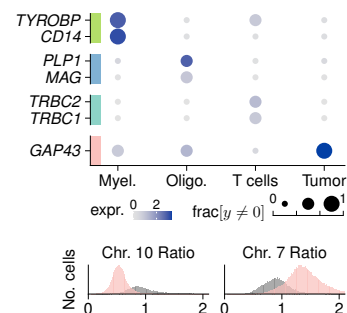 TYROBP
CD14
PLP1
MAG
TRBC2
TRBC1
GAP43
Myel. Oligo. T cells Tumor
expr. 0 2 frac[y ≠ 0] 0 1
Chr. 10 Ratio Chr. 7 Ratio
No. cells
0 1 2 0 1 2